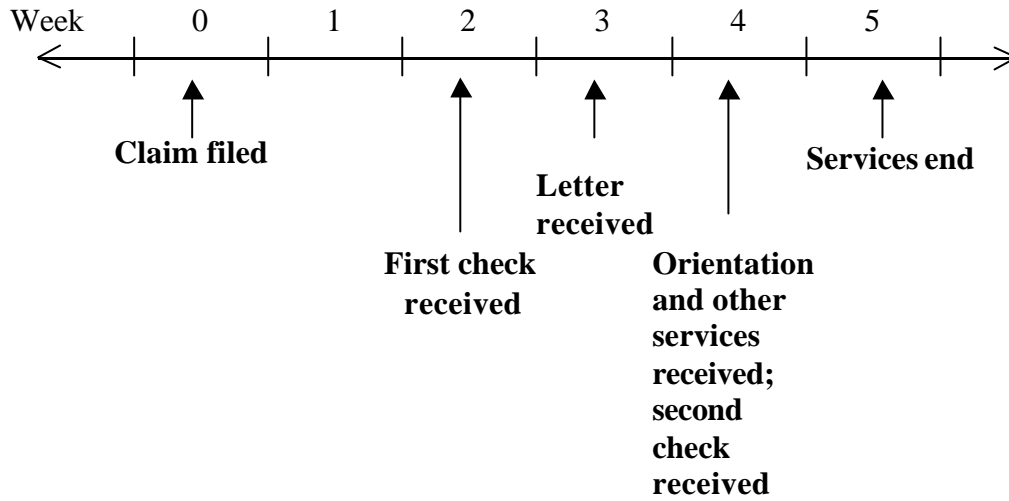 Week 0 1 2 3 4 5
Claim filed
Services end
Letter
received
First check
received
Orientation
and other
services
received;
second
check
received